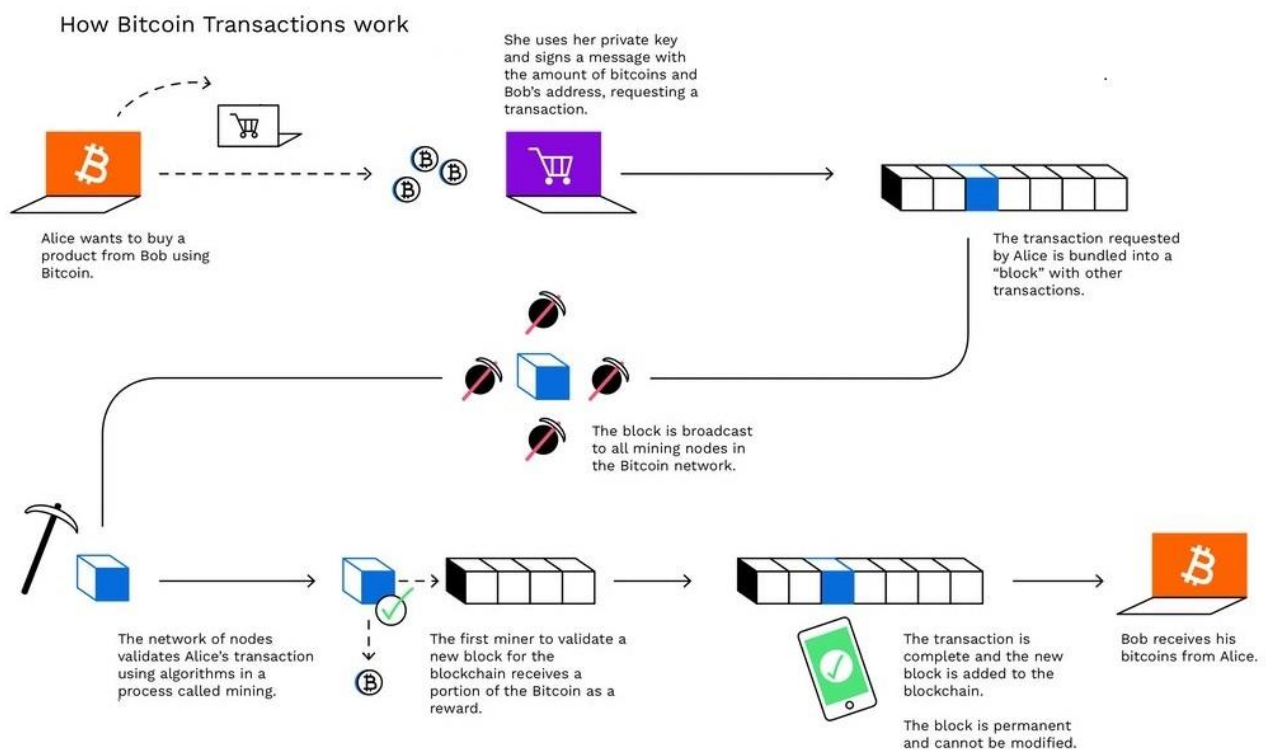 How Bitcoin Transactions work
She uses her private key
and signs a message with
the amount of bitcoins and
Bob's address, requesting a
transaction.
Alice wants to buy a
product from Bob using
Bitcoin.
The transaction requested
by Alice is bundled into a
“block” with other
transactions.
The block is broadcast
to all mining nodes in
the Bitcoin network.
The network of nodes
validates Alice's transaction
using algorithms in a
process called mining.
The first miner to validate a
new block for the
blockchain receives a
portion of the Bitcoin as a
reward.
The transaction is
complete and the new
block is added to the
blockchain.
The block is permanent
and cannot be modified.
Bob receives his
bitcoins from Alice.